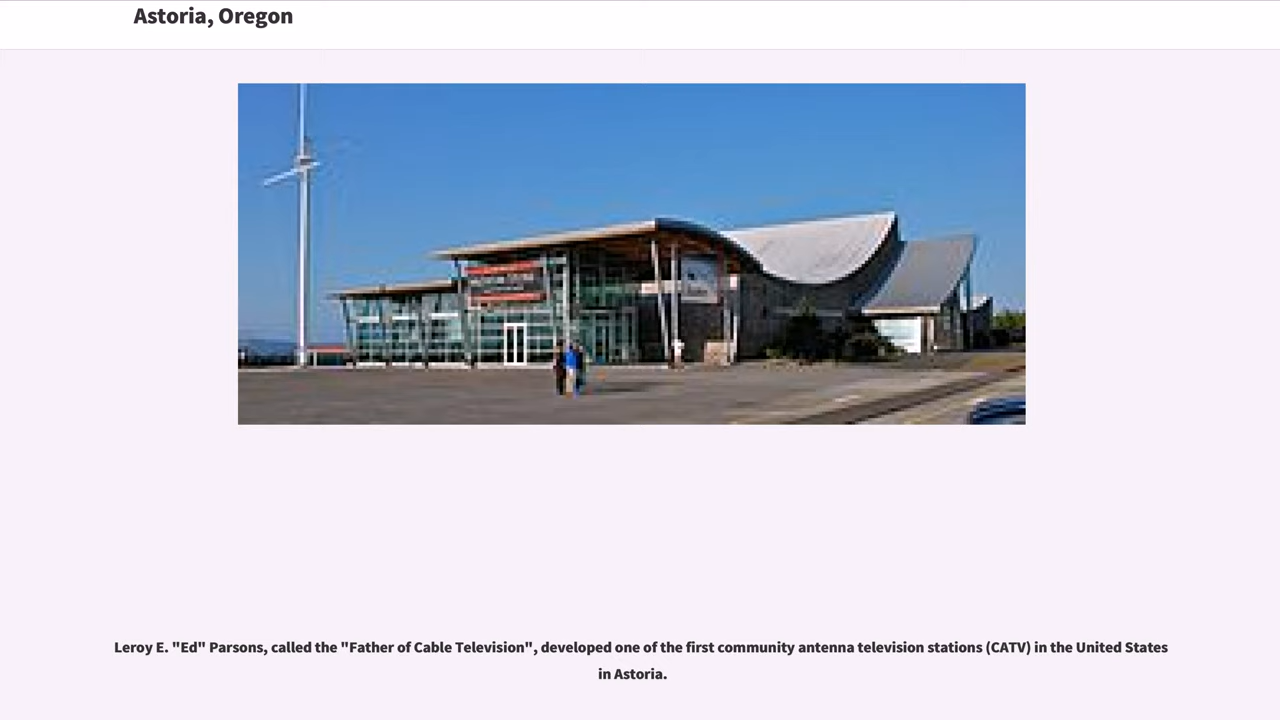 Astoria, Oregon
Leroy E. "Ed" Parsons, called the "Father of Cable Television", developed one of the first community antenna television stations (CATV) in the United States
in Astoria.